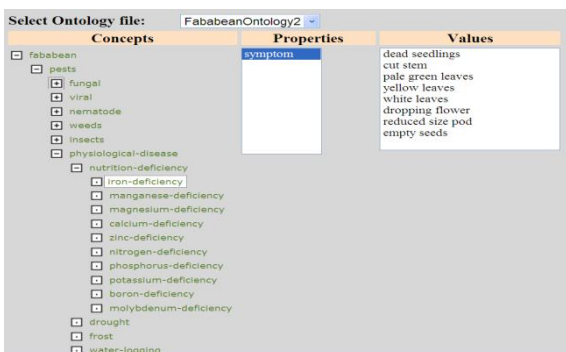 Select Ontology file: FababeanOntology2
Concepts Properties Values
fababean
pests
fungal
viral
nematode
weeds
insects
physiological-disease
nutrition-deficiency
iron-deficiency
manganese-deficiency
magnesium-deficiency
calcium-deficiency
zinc-deficiency
nitrogen-deficiency
phosphorus-deficiency
potassium-deficiency
boron-deficiency
molybdenum-deficiency
drought
frost
water-logging
symptom
dead seedlings
cut stem
pale green leaves
yellow leaves
white leaves
dropping flower
reduced size pod
empty seeds